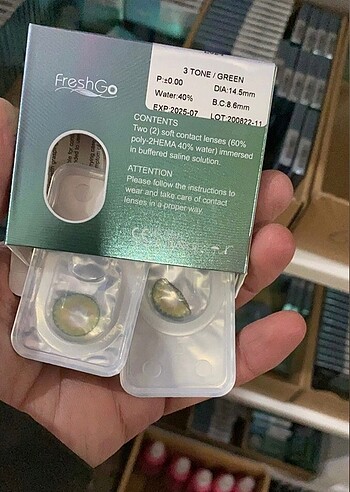 FreshGo
3 TONE / GREEN
P:±0.00 DIA:14.5mm
Water:40% B.C:8.6mm
EXP:2025-07 LOT:200822-11
CONTENTS
Two (2) soft contact lenses (60%
poly-2HEMA 40% water) immersed
in buffered saline solution.
ATTENTION
Please follow the instructions to
wear and take care of contact
lenses in a proper way